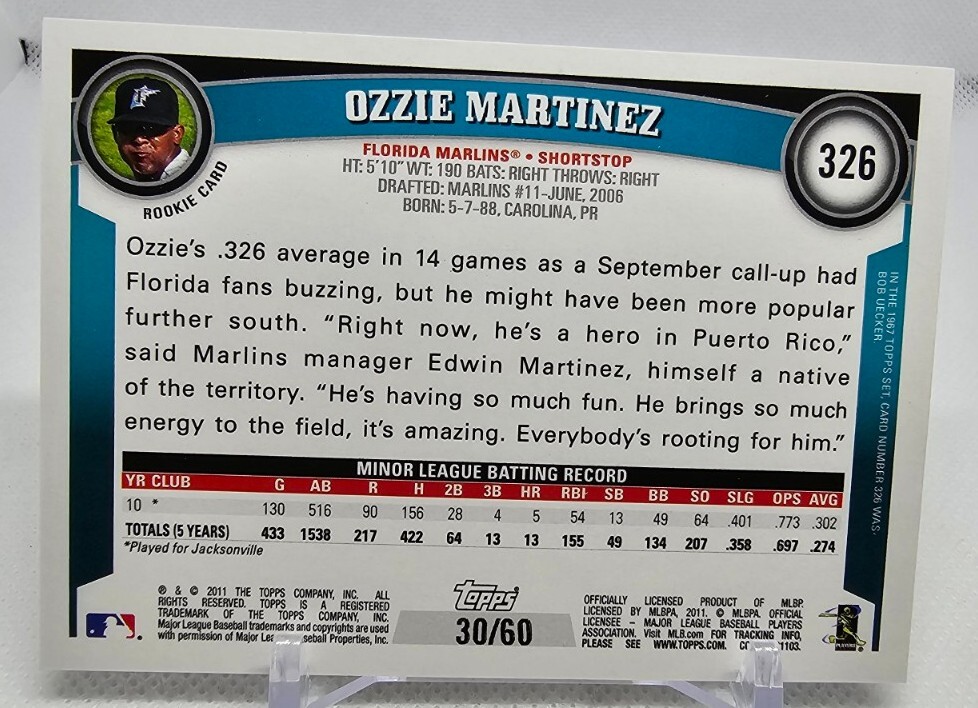 OZZIE MARTINEZ
326
ROOKIE CARD
FLORIDA MARLINS® • SHORTSTOP
HT: 5'10" WT: 190 BATS: RIGHT THROWS: RIGHT
DRAFTED: MARLINS #11-JUNE, 2006
BORN: 5-7-88, CAROLINA, PR
Ozzie's .326 average in 14 games as a September call-up had
Florida fans buzzing, but he might have been more popular
further south. "Right now, he's a hero in Puerto Rico,"
said Marlins manager Edwin Martinez, himself a native
of the territory. "He's having so much fun. He brings so much
energy to the field, it's amazing. Everybody's rooting for him."
IN THE 1967 TOPPS SET, CARD NUMBER 326 WAS:
BOB UECKER.
MINOR LEAGUE BATTING RECORD
YR CLUB G AB R H 2B 3B HR RBI SB BB SO SLG OPS AVG
10 * 130 516 90 156 28 4 5 54 13 49 64 .401 .773 .302
TOTALS (5 YEARS) 433 1538 217 422 64 13 13 155 49 134 207 .358 .697 .274
*Played for Jacksonville
® & © 2011 THE TOPPS COMPANY, INC. ALL
RIGHTS RESERVED. TOPPS IS A REGISTERED
TRADEMARK OF THE TOPPS COMPANY, INC.
Major League Baseball trademarks and copyrights are used
with permission of Major League Baseball Properties, Inc.
Topps
30/60
OFFICIALLY LICENSED PRODUCT OF MLBP.
LICENSED BY MLBPA, 2011. © MLBPA. OFFICIAL
LICENSEE – MAJOR LEAGUE BASEBALL PLAYERS
ASSOCIATION. Visit MLB.com FOR TRACKING INFO,
PLEASE SEE WWW.TOPPS.COM. 1103.
PLAYERS